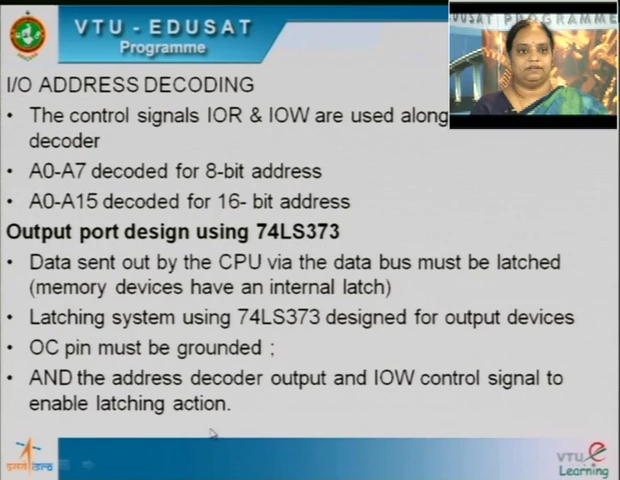 VTU - EDUSAT
Programme
EDUSAT PROGRAMME
I/O ADDRESS DECODING
• The control signals IOR & IOW are used along
decoder
• A0-A7 decoded for 8-bit address
• A0-A15 decoded for 16- bit address
Output port design using 74LS373
• Data sent out by the CPU via the data bus must be latched
(memory devices have an internal latch)
• Latching system using 74LS373 designed for output devices
• OC pin must be grounded ;
• AND the address decoder output and IOW control signal to
enable latching action.
VTU e
Learning